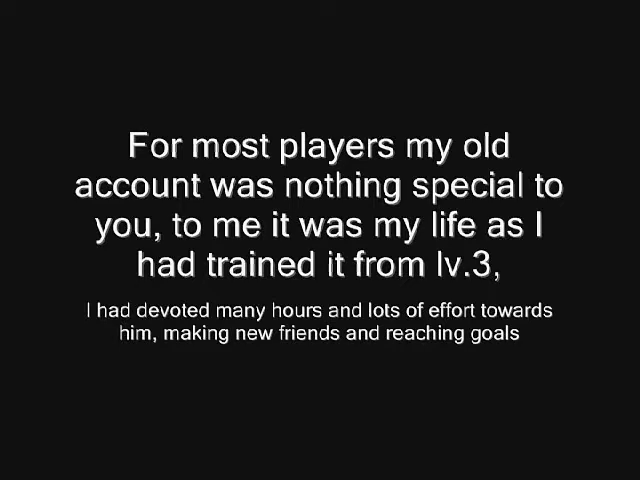 For most players my old
account was nothing special to
you, to me it was my life as I
had trained it from lv.3,
I had devoted many hours and lots of effort towards
him, making new friends and reaching goals